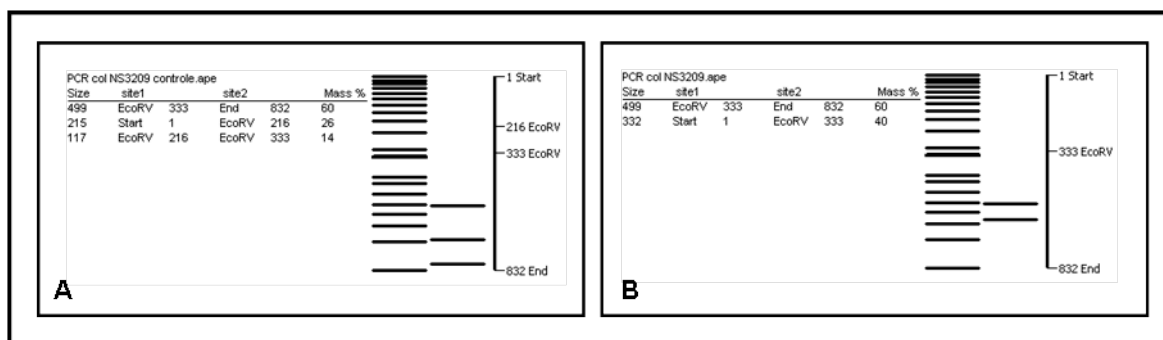 PCR col NS3209 controle.ape
Size site1 site2 Mass %
499 EcoRV 333 End 832 60
215 Start 1 EcoRV 216 26
117 EcoRV 216 EcoRV 333 14
1 Start
216 EcoRV
333 EcoRV
832 End
A
PCR col NS3209.ape
Size site1 site2 Mass %
499 EcoRV 333 End 832 60
332 Start 1 EcoRV 333 40
1 Start
333 EcoRV
832 End
B